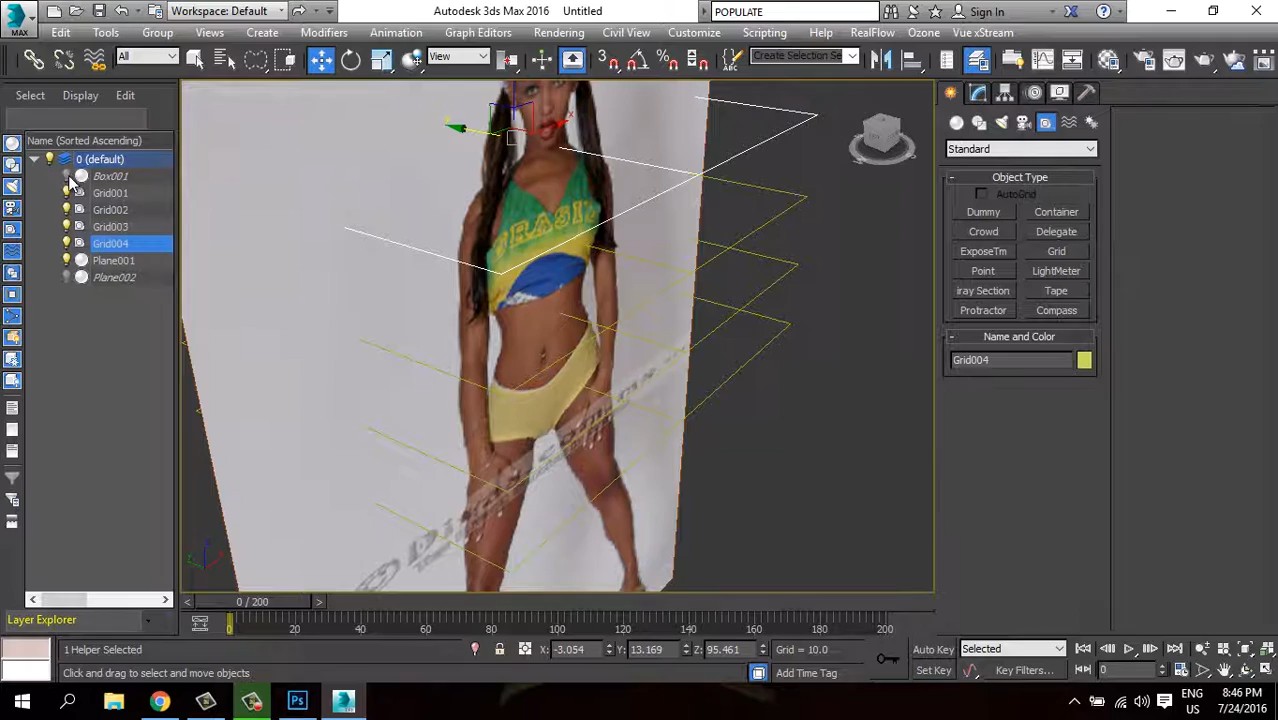 MAX
Workspace: Default
Autodesk 3ds Max 2016
Untitled
POPULATE
Sign In
Edit
Tools
Group
Views
Create
Modifiers
Animation
Graph Editors
Rendering
Civil View
Customize
Scripting
Help
RealFlow
Ozone
Vue xStream
All
View
Create Selection Se
Select
Display
Edit
Name (Sorted Ascending)
0 (default)
Box001
Grid001
Grid002
Grid003
Grid004
Plane001
Plane002
BRASIL
Standard
- Object Type
AutoGrid
Dummy
Container
Crowd
Delegate
ExposeTm
Grid
Point
LightMeter
iray Section
Tape
Protractor
Compass
- Name and Color
Grid004
0 / 200
Layer Explorer
0
20
40
60
80
100
120
140
160
180
200
1 Helper Selected
X: -3.054
Y: 13.169
Z: 95.461
Grid = 10.0
Auto Key
Selected
Click and drag to select and move objects
Add Time Tag
Set Key
Key Filters...
0
ENG
US
8:46 PM
7/24/2016